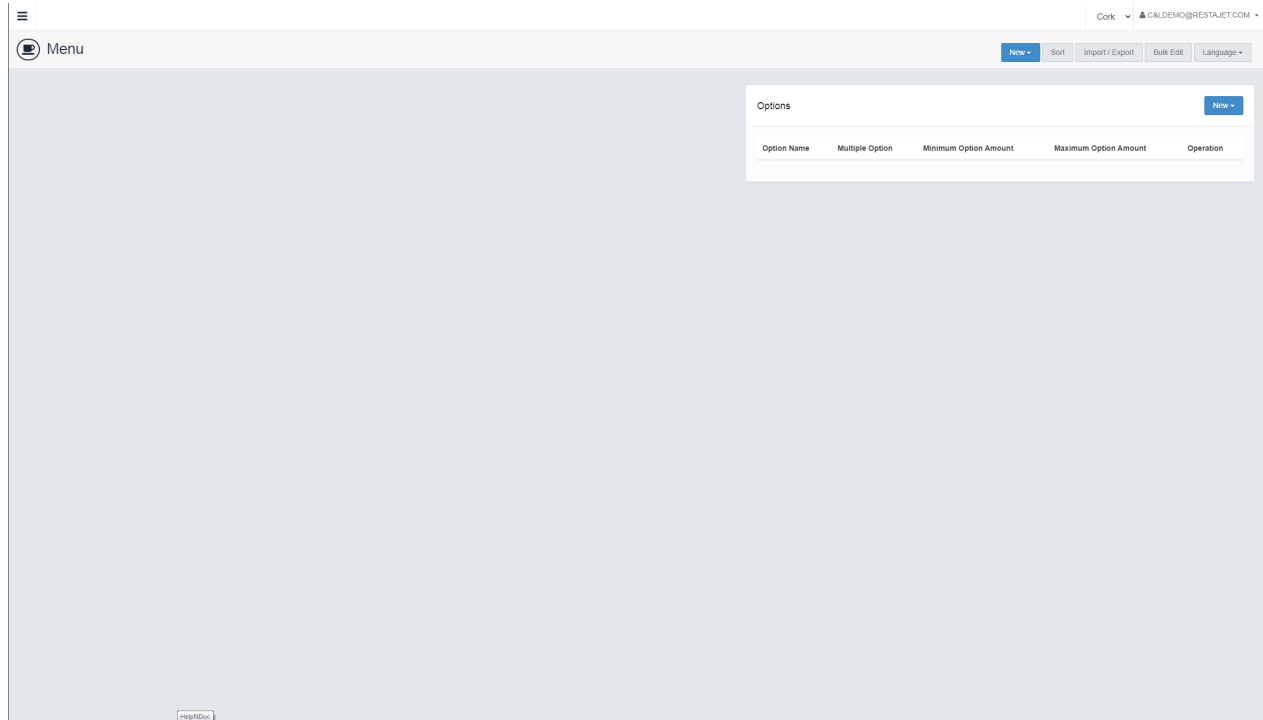 Cork C&LDEMO@RESTAJET.COM
Menu
New Sort Import / Export Bulk Edit Language
Options
New
Option Name Multiple Option Minimum Option Amount Maximum Option Amount Operation
HelpNDoc